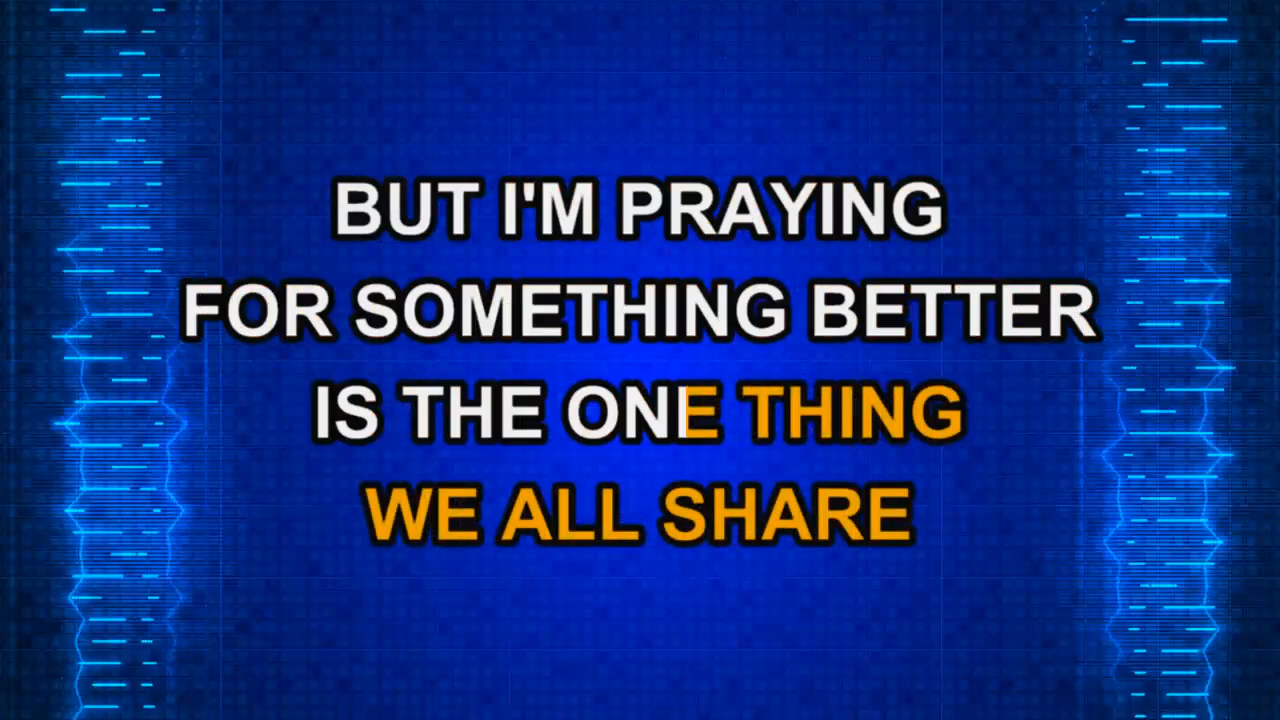 BUT I'M PRAYING
FOR SOMETHING BETTER
IS THE ONE THING
WE ALL SHARE